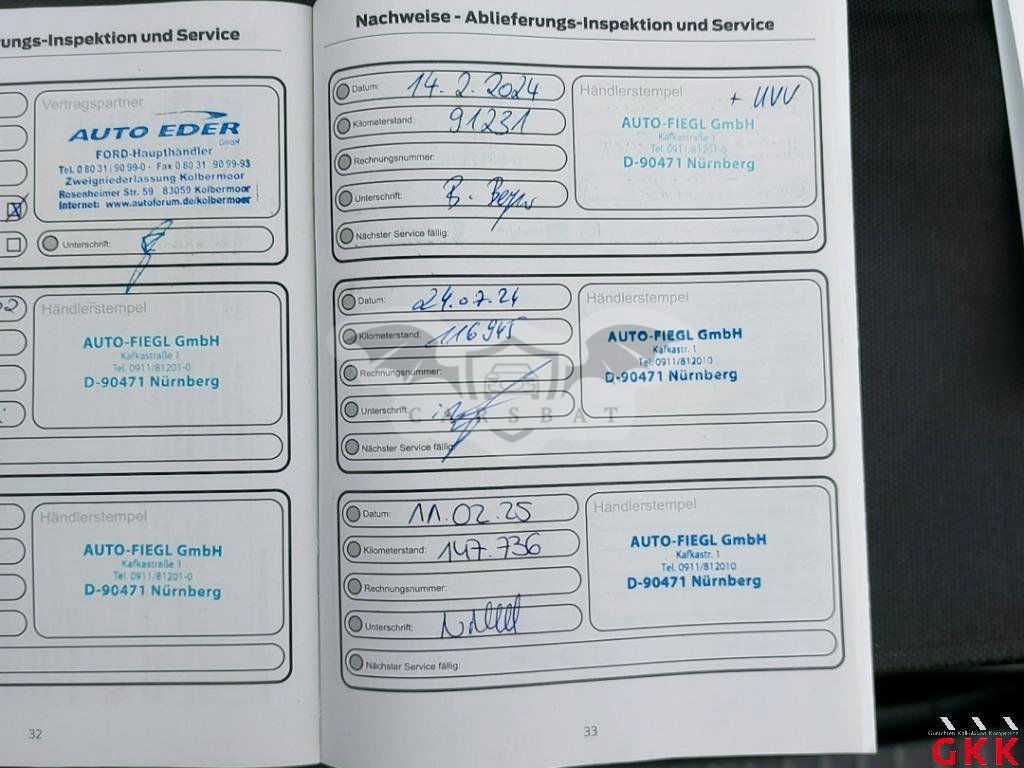 ungs-Inspektion und Service
Vertragspartner
AUTO EDER
GmbH
FORD-Haupthändler
Tel. 0 80 31 / 90 99-0 · Fax 0 80 31 90 99-93
Zweigniederlassung Kolbermoor
Rosenheimer Str. 59 83059 Kolbermoor
Internet: www.autoforum.de/kolbermoor
Unterschrift:
Händlerstempel
AUTO-FIEGL GmbH
Kafkastraße 1
Tel. 0911/81201-0
D-90471 Nürnberg
Händlerstempel
AUTO-FIEGL GmbH
Kafkastraße 1
Tel. 0911/81201-0
D-90471 Nürnberg
32
Nachweise - Ablieferungs-Inspektion und Service
Datum: 14.2.2024
Kilometerstand: 91231
Rechnungsnummer:
Unterschrift:
Nächster Service fällig:
Händlerstempel
+ UVV
AUTO-FIEGL GmbH
Kafkastraße 1
Tel. 0911/81201-0
D-90471 Nürnberg
Datum: 24.07.24
Kilometerstand: 116945
Rechnungsnummer:
Unterschrift:
Nächster Service fällig:
Händlerstempel
AUTO-FIEGL GmbH
Kafkastr. 1
Tel. 0911/812010
D-90471 Nürnberg
CARSBAT
Datum: 11.02.25
Kilometerstand: 147.736
Rechnungsnummer:
Unterschrift:
Nächster Service fällig:
Händlerstempel
AUTO-FIEGL GmbH
Kafkastr. 1
Tel. 0911/812010
D-90471 Nürnberg
33
GKK